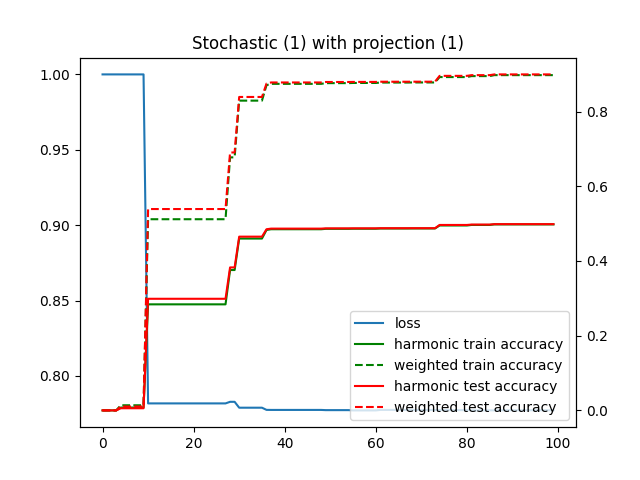 Stochastic (1) with projection (1)
1.00
0.95
0.90
0.85
0.80
0.8
0.6
0.4
0.2
0.0
loss
harmonic train accuracy
weighted train accuracy
harmonic test accuracy
weighted test accuracy
0 20 40 60 80 100